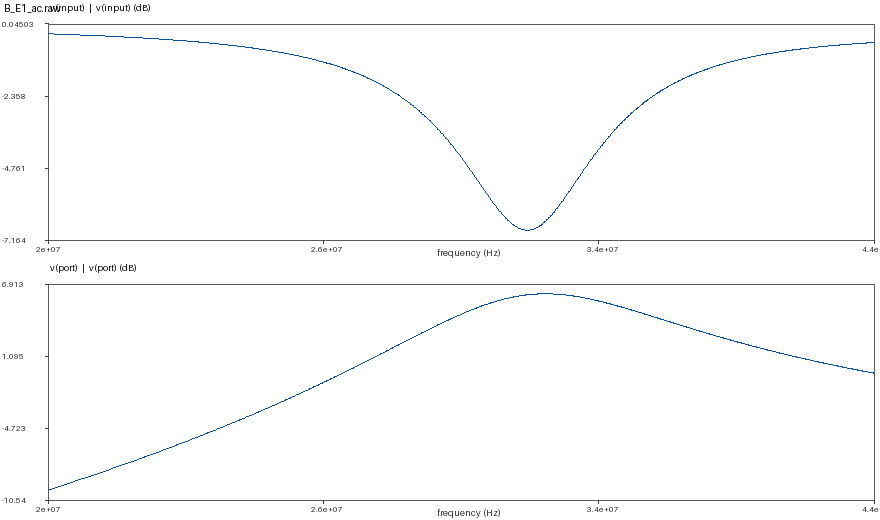 B_E1_ac.raw v(input) | v(input) (dB)
0.04503
-2.358
-4.761
-7.164
2e+07
2.6e+07
3.4e+07
4.4e
frequency (Hz)
v(port) | v(port) (dB)
6.913
1.095
-4.723
-10.54
2e+07
2.6e+07
3.4e+07
4.4e
frequency (Hz)